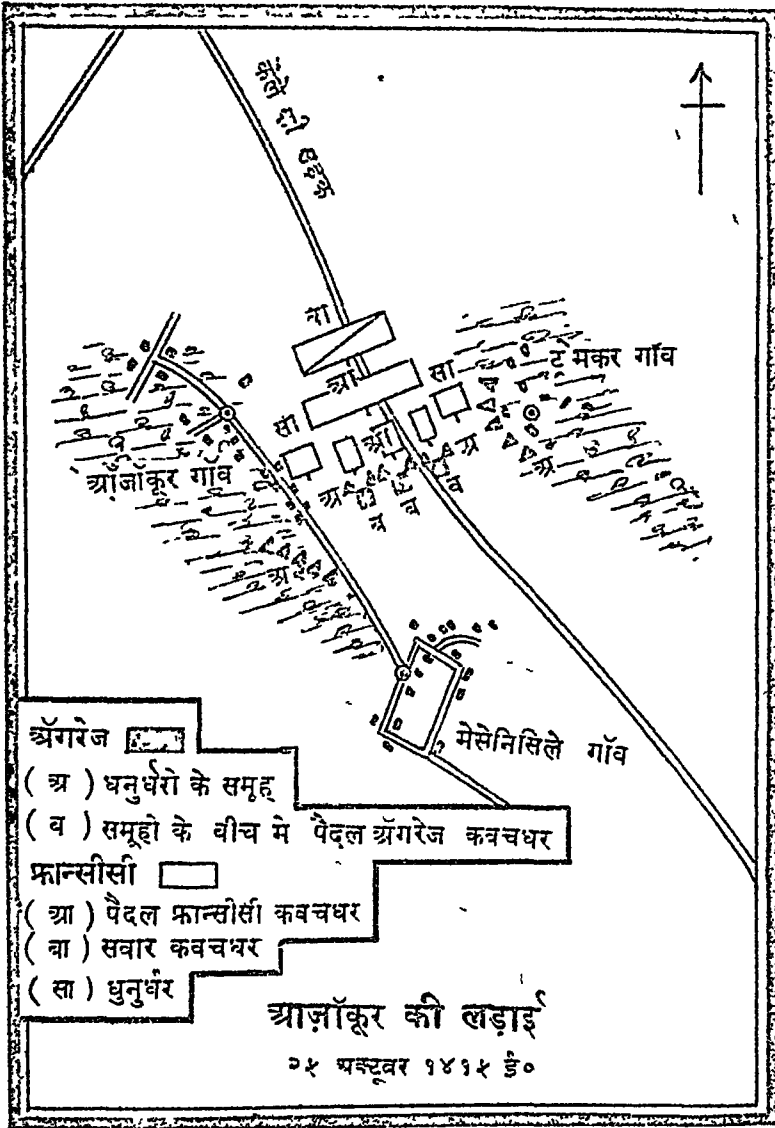 कैले की सड़क
बा
आ
सा
सा
ट्रेमकर गाँव
आ
अ
अ
आज़ाँकूर गाँव
अ
ब
ब
ब
अ
मेसेनिसिले गाँव
अँगरेज
( अ ) धनुर्धरो के समूह
( ब ) समूहो के बीच मे पैदल अँगरेज कवचधर
फ्रान्सीसी
( आ ) पैदल फ्रान्सीसी कवचधर
( बा ) सवार कवचधर
( सा ) धुनुर्धर
आज़ाँकूर की लड़ाई
२५ अक्टूबर १४१५ ई०